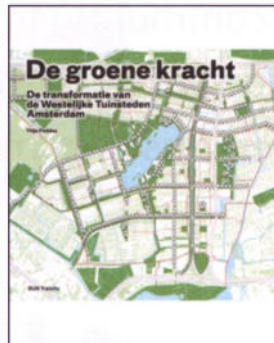 De groene kracht
De transformatie van
de Westelijke Tuinsteden
Amsterdam